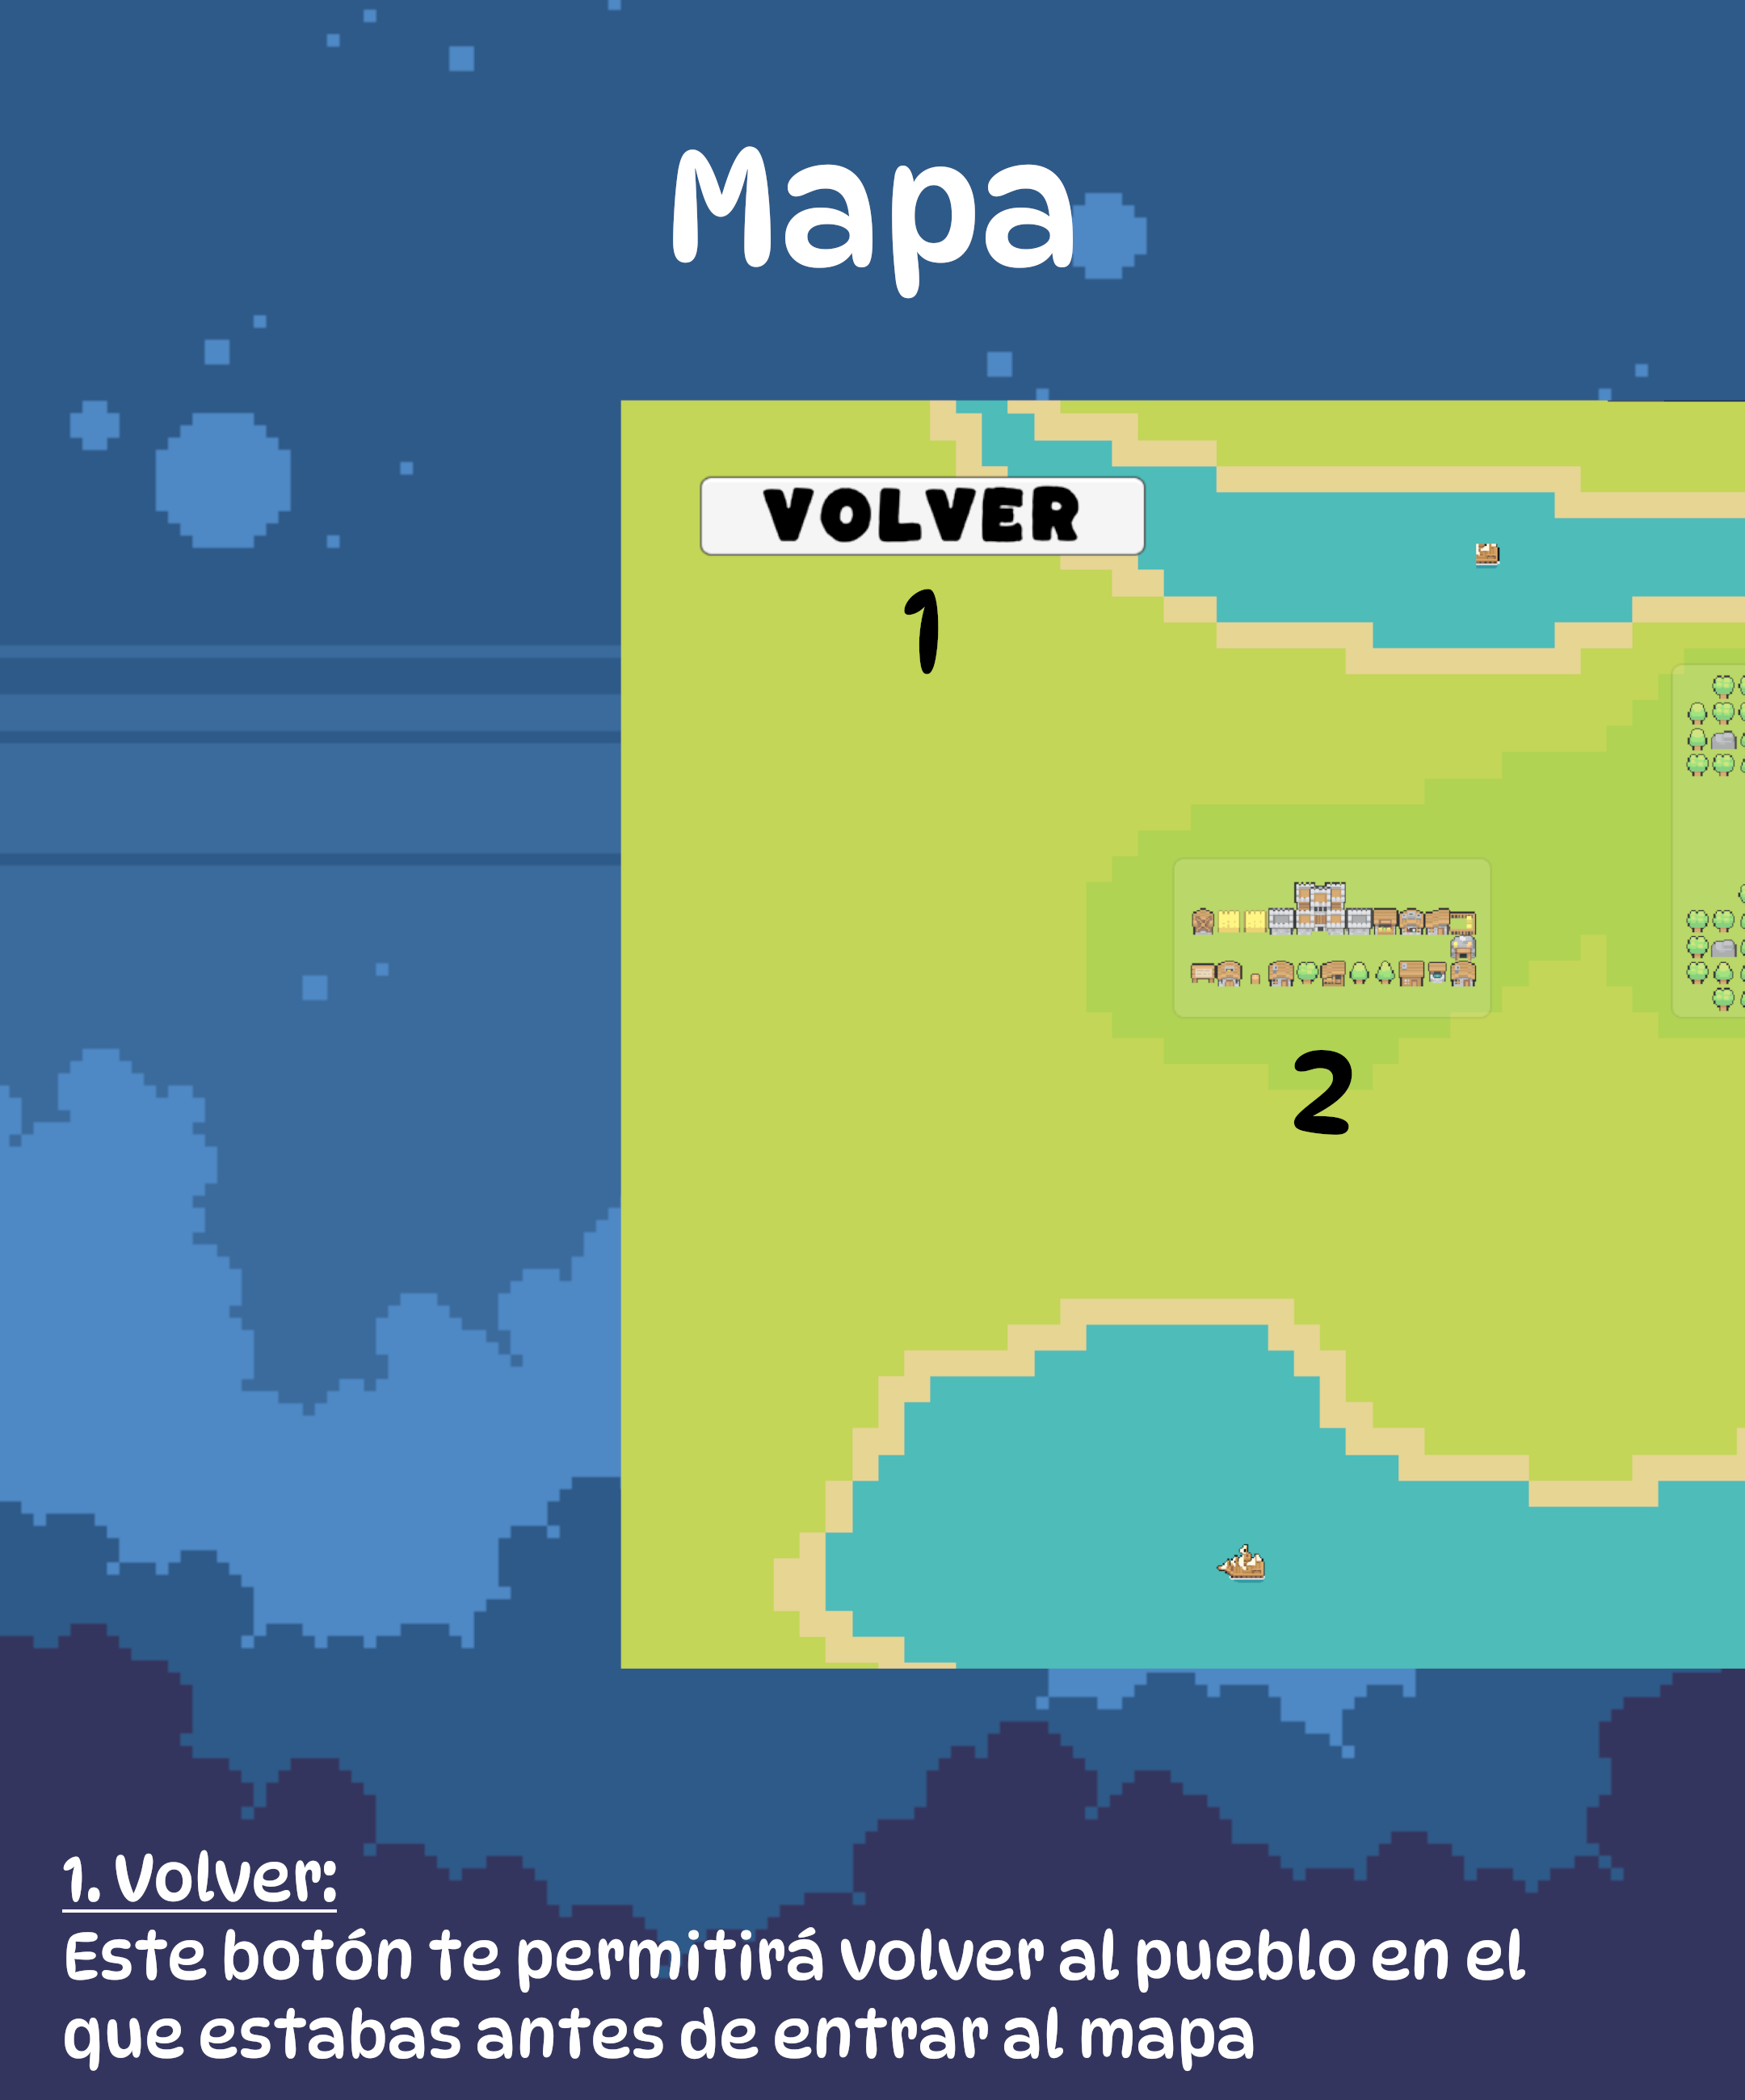 Mapa
VOLVER
1
2
1. Volver:
Este botón te permitirá volver al pueblo en el
que estabas antes de entrar al mapa